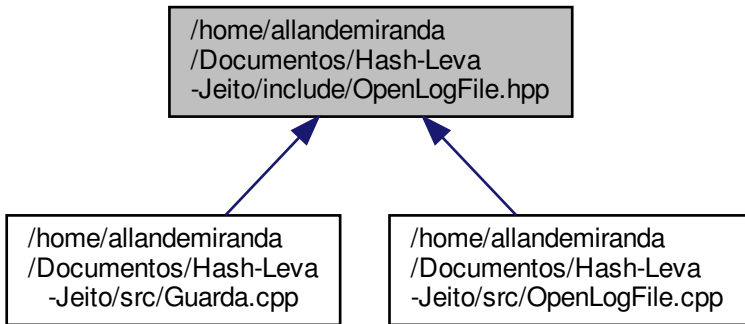 /home/allandemiranda
/Documentos/Hash-Leva
-Jeito/include/OpenLogFile.hpp
/home/allandemiranda
/Documentos/Hash-Leva
-Jeito/src/Guarda.cpp
/home/allandemiranda
/Documentos/Hash-Leva
-Jeito/src/OpenLogFile.cpp